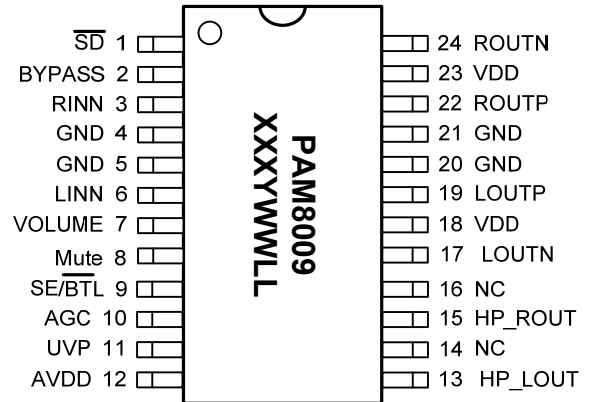 SD 1
BYPASS 2
RINN 3
GND 4
GND 5
LINN 6
VOLUME 7
Mute 8
SE/BTL 9
AGC 10
UVP 11
AVDD 12
PAM8009
XXXYWWLL
24 ROUTN
23 VDD
22 ROUTP
21 GND
20 GND
19 LOUTP
18 VDD
17 LOUTN
16 NC
15 HP_ROUT
14 NC
13 HP_LOUT